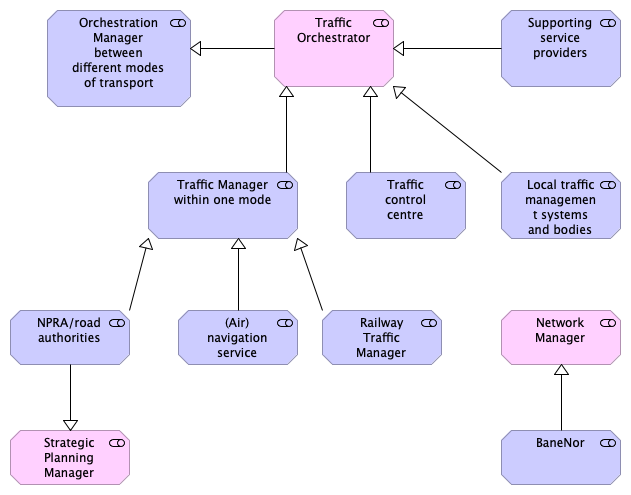 Orchestration
Manager
between
different modes
of transport
Traffic
Orchestrator
Supporting
service
providers
Traffic Manager
within one mode
Traffic
control
centre
Local traffic
managemen
t systems
and bodies
NPRA/road
authorities
(Air)
navigation
service
Railway
Traffic
Manager
Network
Manager
Strategic
Planning
Manager
BaneNor